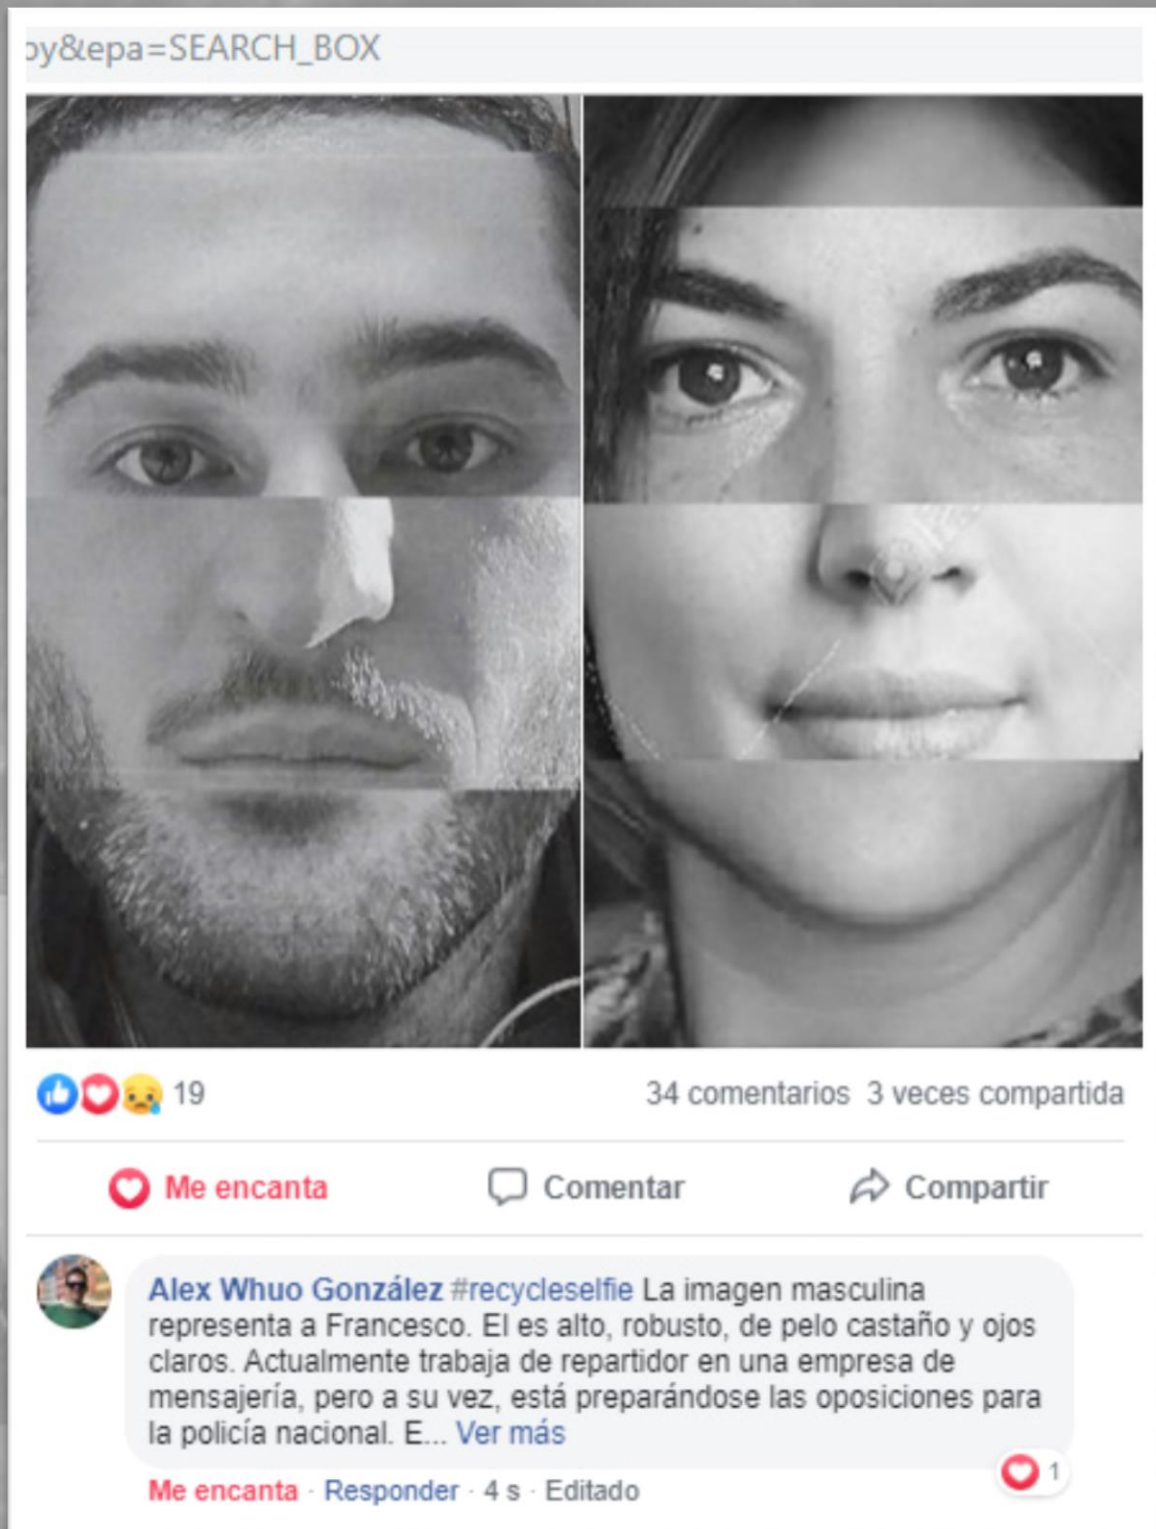 oy&epa=SEARCH_BOX
19
34 comentarios 3 veces compartida
Me encanta
Comentar
Compartir
Alex Whuo González #recycleselfie La imagen masculina
representa a Francesco. El es alto, robusto, de pelo castaño y ojos
claros. Actualmente trabaja de repartidor en una empresa de
mensajería, pero a su vez, está preparándose las oposiciones para
la policía nacional. E... Ver más
1
Me encanta · Responder · 4 s · Editado